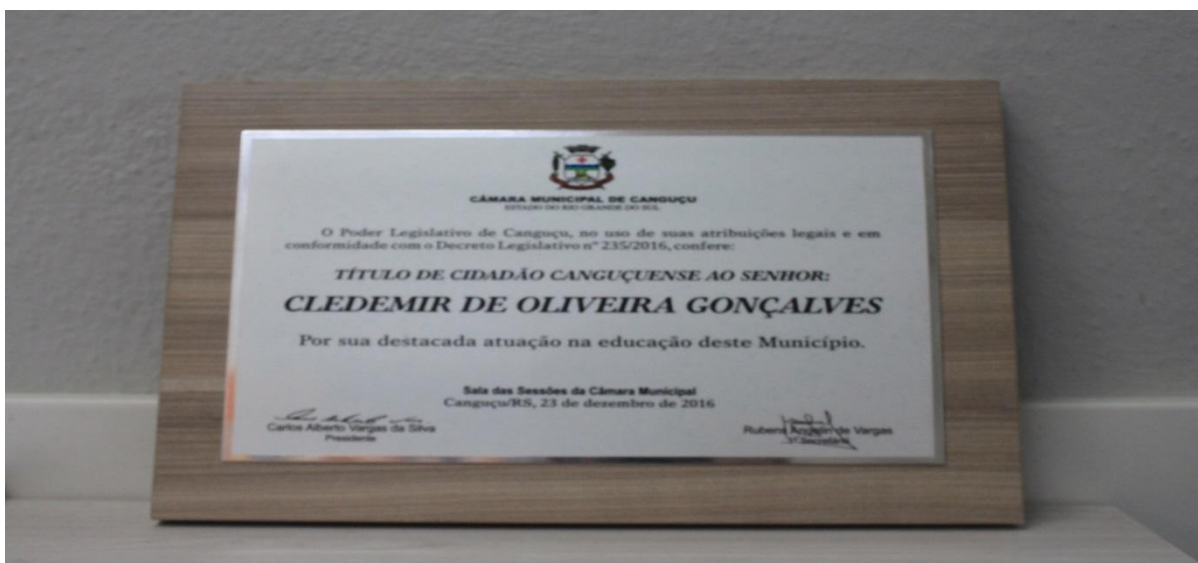 CÂMARA MUNICIPAL DE CANGUÇU
ESTADO DO RIO GRANDE DO SUL
O Poder Legislativo de Canguçu, no uso de suas atribuições legais e em
conformidade com o Decreto Legislativo nº 235/2016, confere:
TÍTULO DE CIDADÃO CANGUÇUENSE AO SENHOR:
CLEDEMIR DE OLIVEIRA GONÇALVES
Por sua destacada atuação na educação deste Município.
Sala das Sessões da Câmara Municipal
Canguçu/RS, 23 de dezembro de 2016
Carlos Alberto Vargas da Silva
Presidente
Rubens de Vargas
1º Secretário